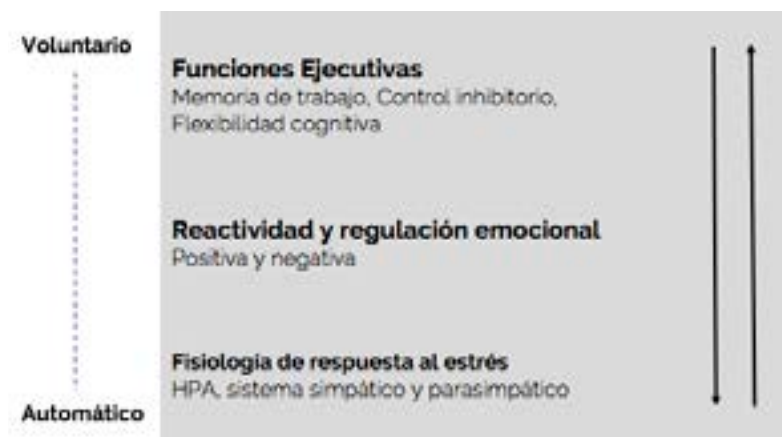 Voluntario
Funciones Ejecutivas
Memoria de trabajo, Control inhibitorio,
Flexibilidad cognitiva
Reactividad y regulación emocional
Positiva y negativa
Fisiología de respuesta al estrés
HPA, sistema simpático y parasimpático
Automático